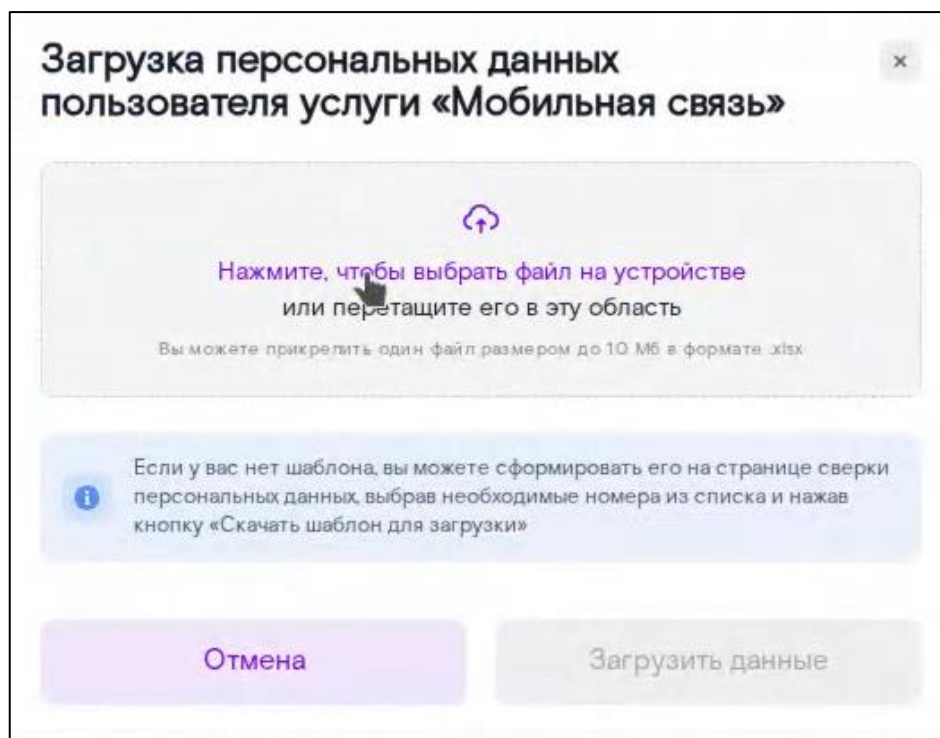 Загрузка персональных данных
пользователя услуги «Мобильная связь»
Нажмите, чтобы выбрать файл на устройстве
или перетащите его в эту область
Вы можете прикрепить один файл размером до 10 Мб в формате .xlsx
Если у вас нет шаблона, вы можете сформировать его на странице сверки
персональных данных, выбрав необходимые номера из списка и нажав
кнопку «Скачать шаблон для загрузки»
Отмена
Загрузить данные